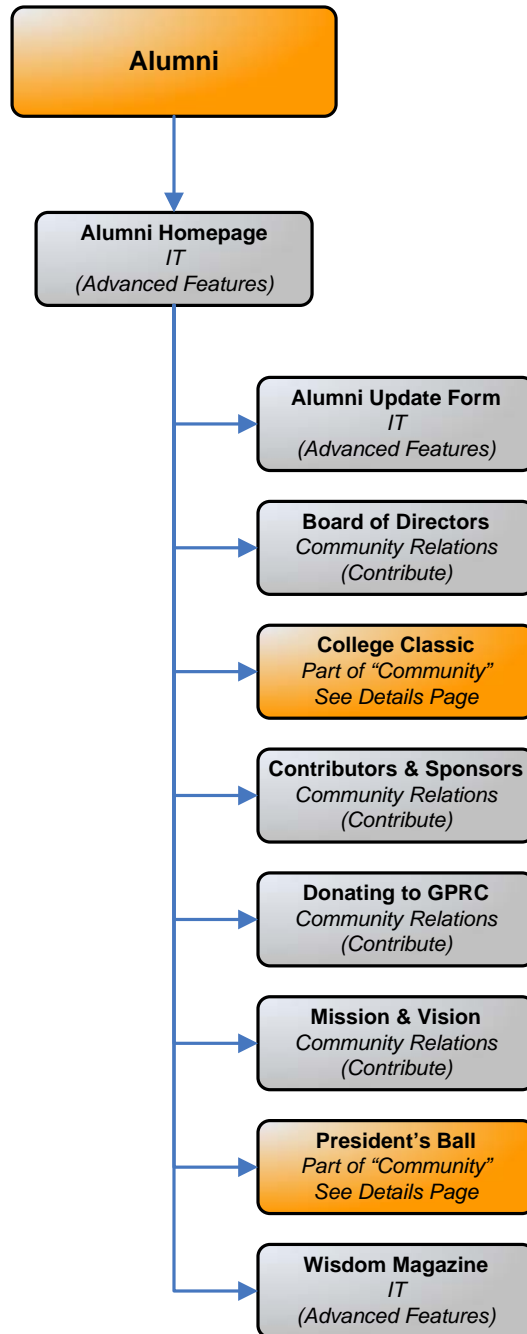 Alumni
Alumni Homepage
IT
(Advanced Features)
Alumni Update Form
IT
(Advanced Features)
Board of Directors
Community Relations
(Contribute)
College Classic
Part of “Community”
See Details Page
Contributors & Sponsors
Community Relations
(Contribute)
Donating to GPRC
Community Relations
(Contribute)
Mission & Vision
Community Relations
(Contribute)
President’s Ball
Part of “Community”
See Details Page
Wisdom Magazine
IT
(Advanced Features)